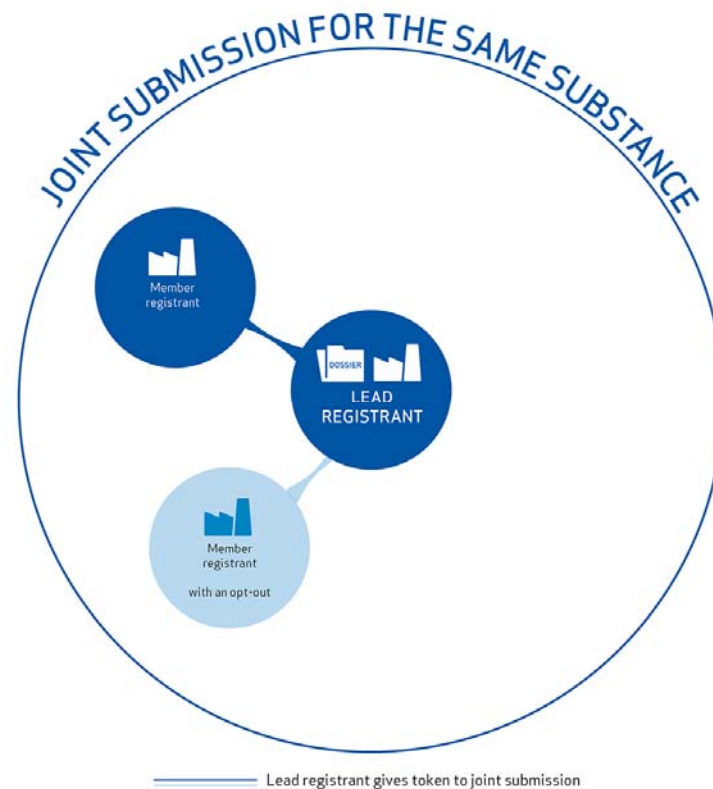 JOINT SUBMISSION FOR THE SAME SUBSTANCE
Member
registrant
DOSSIER
LEAD
REGISTRANT
Member
registrant
with an opt-out
Lead registrant gives token to joint submission